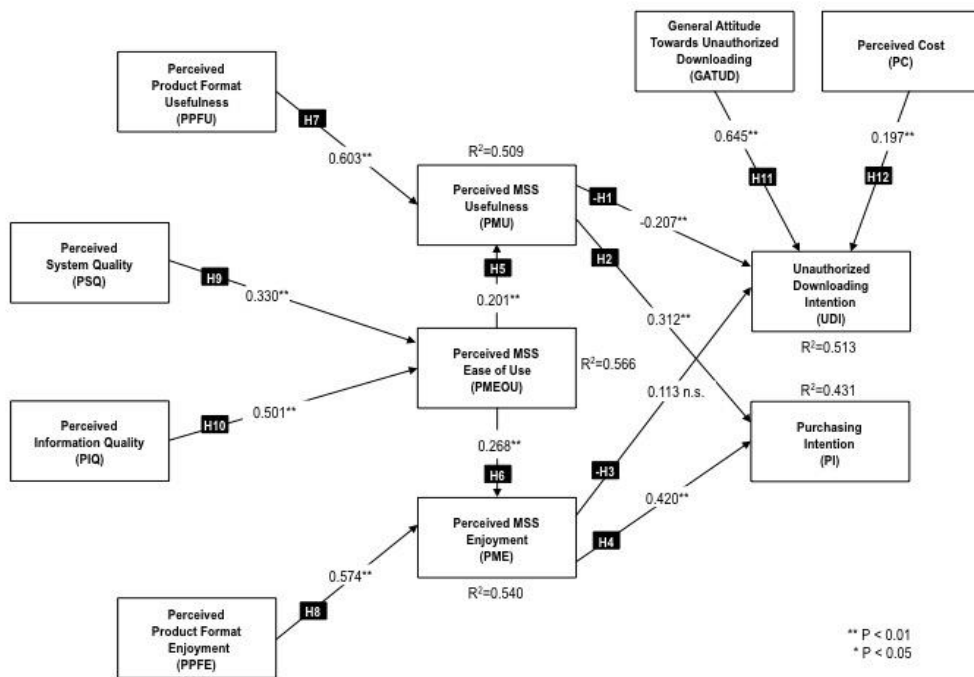 General Attitude
Towards Unauthorized
Downloading
(GATUD)
Perceived Cost
(PC)
Perceived
Product Format
Usefulness
(PPFU)
H7
0.603**
0.645**
0.197**
H11
H12
R²=0.509
Perceived MSS
Usefulness
(PMU)
-H1
-0.207**
H2
Perceived
System Quality
(PSQ)
H9
0.330**
H5
0.201**
Unauthorized
Downloading
Intention
(UDI)
R²=0.513
0.312**
Perceived MSS
Ease of Use
(PMEOU)
R²=0.566
0.113 n.s.
R²=0.431
Perceived
Information Quality
(PIQ)
H10
0.501**
Purchasing
Intention
(PI)
0.268**
H6
-H3
0.420**
Perceived MSS
Enjoyment
(PME)
H4
R²=0.540
0.574**
H8
Perceived
Product Format
Enjoyment
(PPFE)
** P < 0.01
* P < 0.05